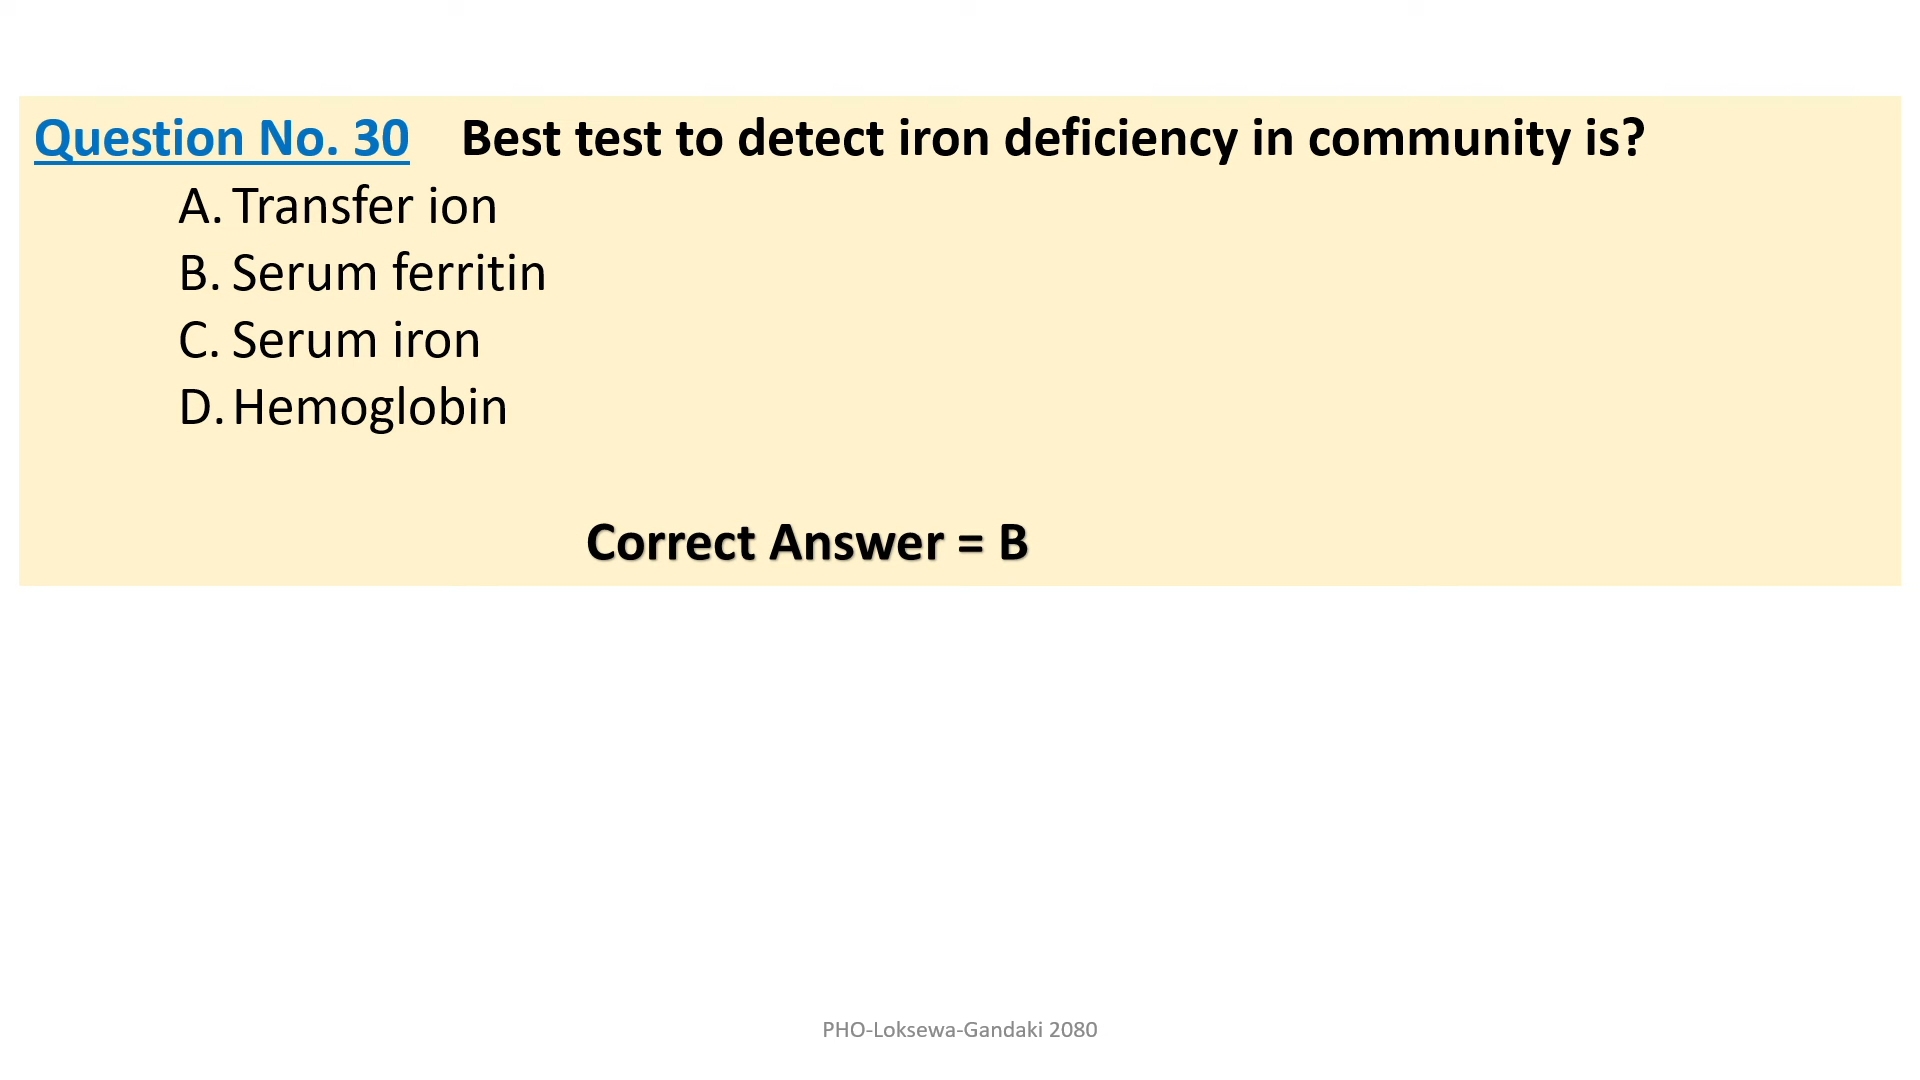 Question No. 30 Best test to detect iron deficiency in community is?
A. Transfer ion
B. Serum ferritin
C. Serum iron
D. Hemoglobin
Correct Answer = B
PHO-Loksewa-Gandaki 2080